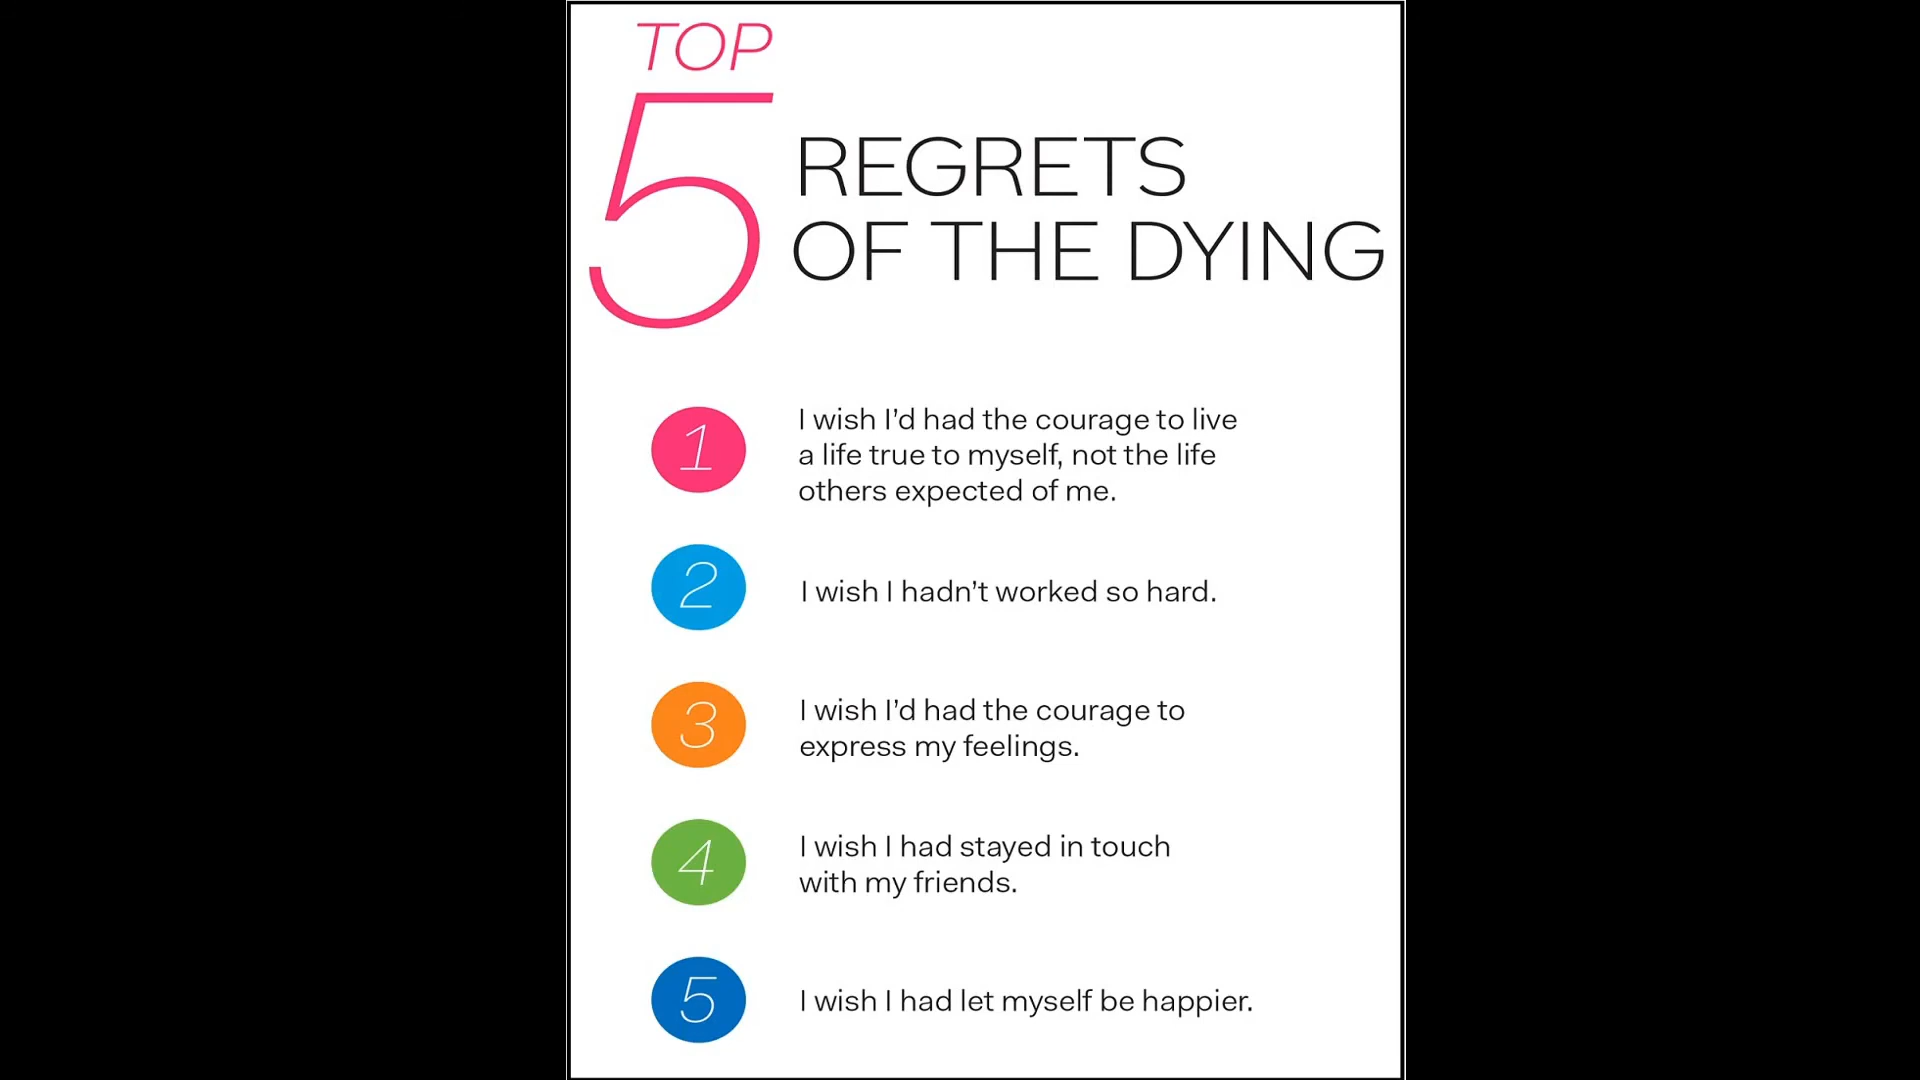 TOP
5
REGRETS
OF THE DYING
1
I wish I’d had the courage to live
a life true to myself, not the life
others expected of me.
2
I wish I hadn’t worked so hard.
3
I wish I’d had the courage to
express my feelings.
4
I wish I had stayed in touch
with my friends.
5
I wish I had let myself be happier.